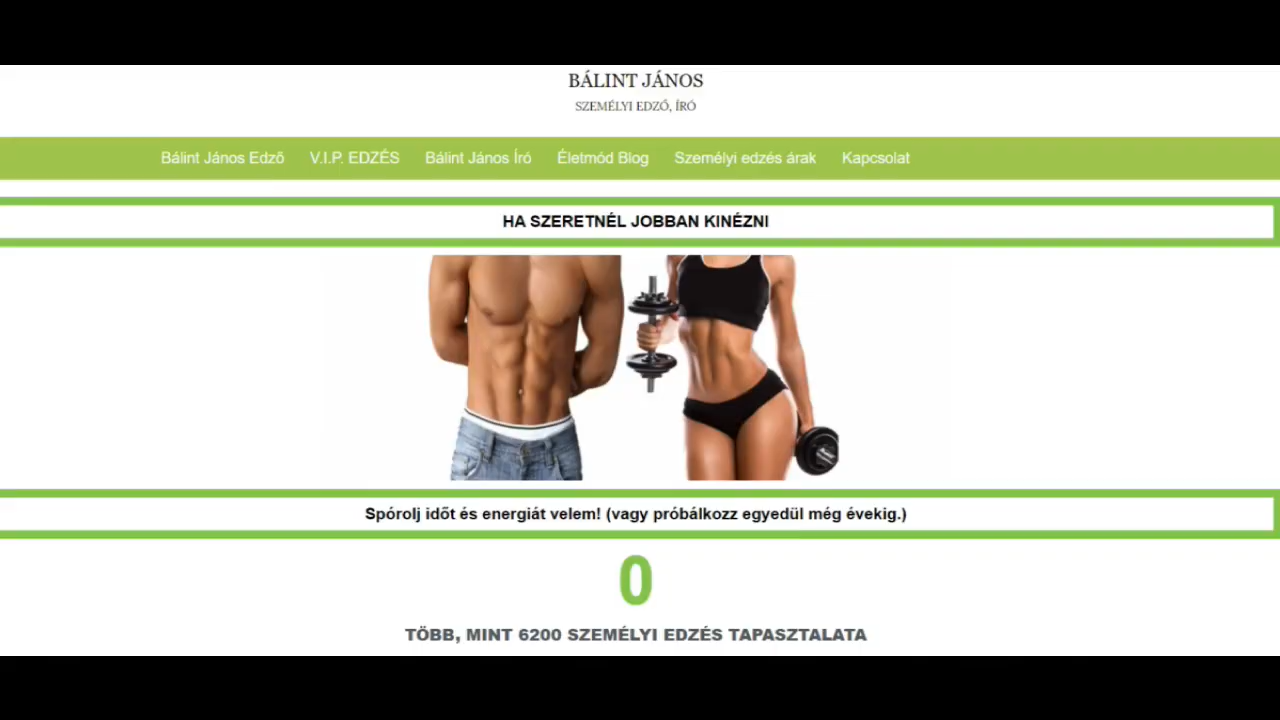 BÁLINT JÁNOS
SZEMÉLYI EDZŐ, ÍRÓ
Bálint János Edző V.I.P. EDZÉS Bálint János Író Életmód Blog Személyi edzés árak Kapcsolat
HA SZERETNÉL JOBBAN KINÉZNI
Spórolj időt és energiát velem! (vagy próbálkozz egyedül még évekig.)
0
TÖBB, MINT 6200 SZEMÉLYI EDZÉS TAPASZTALATA